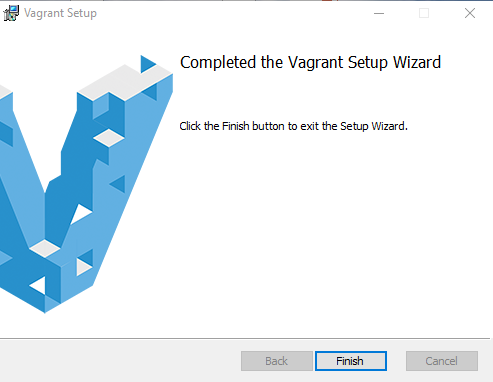 Vagrant Setup
Completed the Vagrant Setup Wizard
Click the Finish button to exit the Setup Wizard.
Back
Finish
Cancel